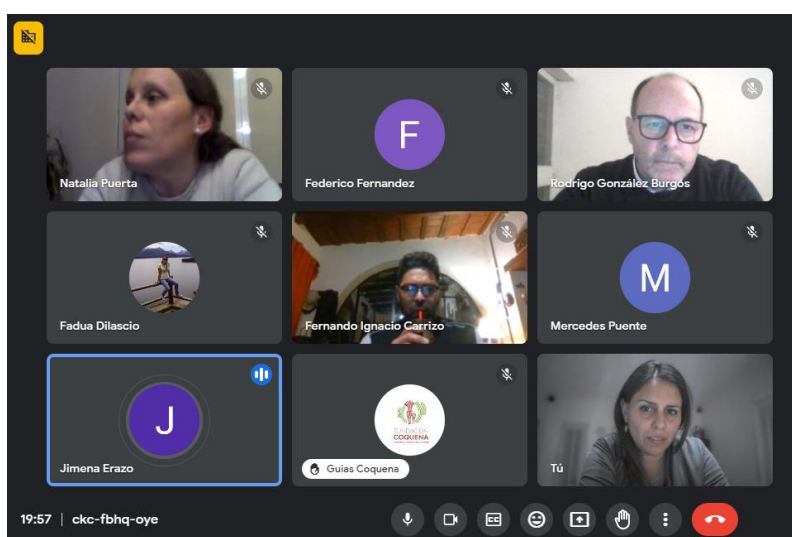 Natalia Puerta
F
Federico Fernandez
Rodrigo González Burgos
Fadua Dilascio
Fernando Ignacio Carrizo
M
Mercedes Puente
J
Jimena Erazo
FUNDACIÓN
COQUENA
Guias Coquena
Tú
19:57 | ckc-fbhq-oye
CC